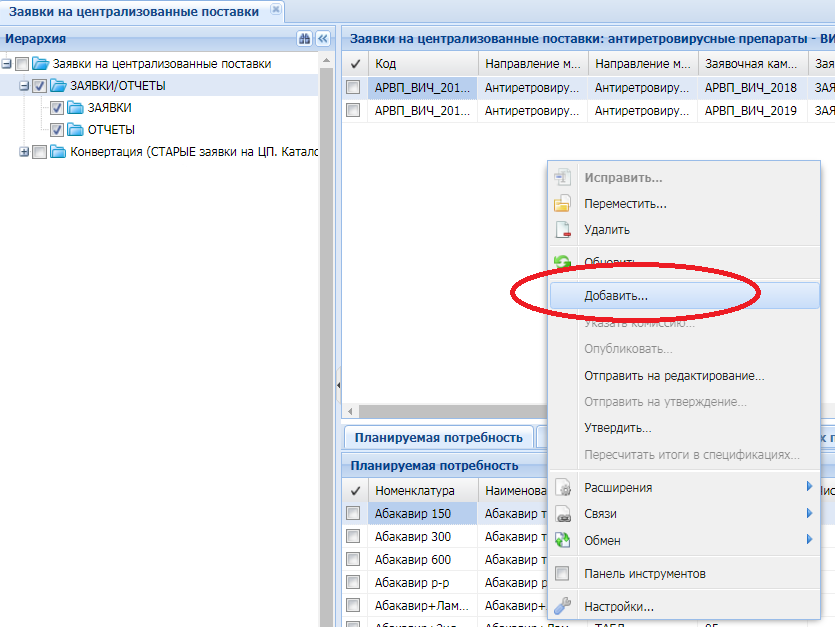 Заявки на централизованные поставки
Иерархия
Заявки на централизованные поставки
ЗАЯВКИ/ОТЧЕТЫ
ЗАЯВКИ
ОТЧЕТЫ
Конвертация (СТАРЫЕ заявки на ЦП. Катало
Заявки на централизованные поставки: антиретровирусные препараты - ВИ
Код Направление м... Направление м... Заявочная кам... Зая
АРВП_ВИЧ_201... Антиретровиру... Антиретровиру... АРВП_ВИЧ_2018 ЗАЯ
АРВП_ВИЧ_201... Антиретровиру... Антиретровиру... АРВП_ВИЧ_2019 ЗАЯ
Исправить...
Переместить...
Удалить
Обновить
Добавить...
Указать комиссию...
Опубликовать...
Отправить на редактирование...
Отправить на утверждение...
Утвердить...
Пересчитать итоги в спецификациях...
Расширения
Связи
Обмен
Панель инструментов
Настройки...
Планируемая потребность
Планируемая потребность
Номенклатура Наименова
Абакавир 150 Абакавир т
Абакавир 300 Абакавир т
Абакавир 600 Абакавир т
Абакавир р-р Абакавир р
Абакавир+Лам... Абакавир+